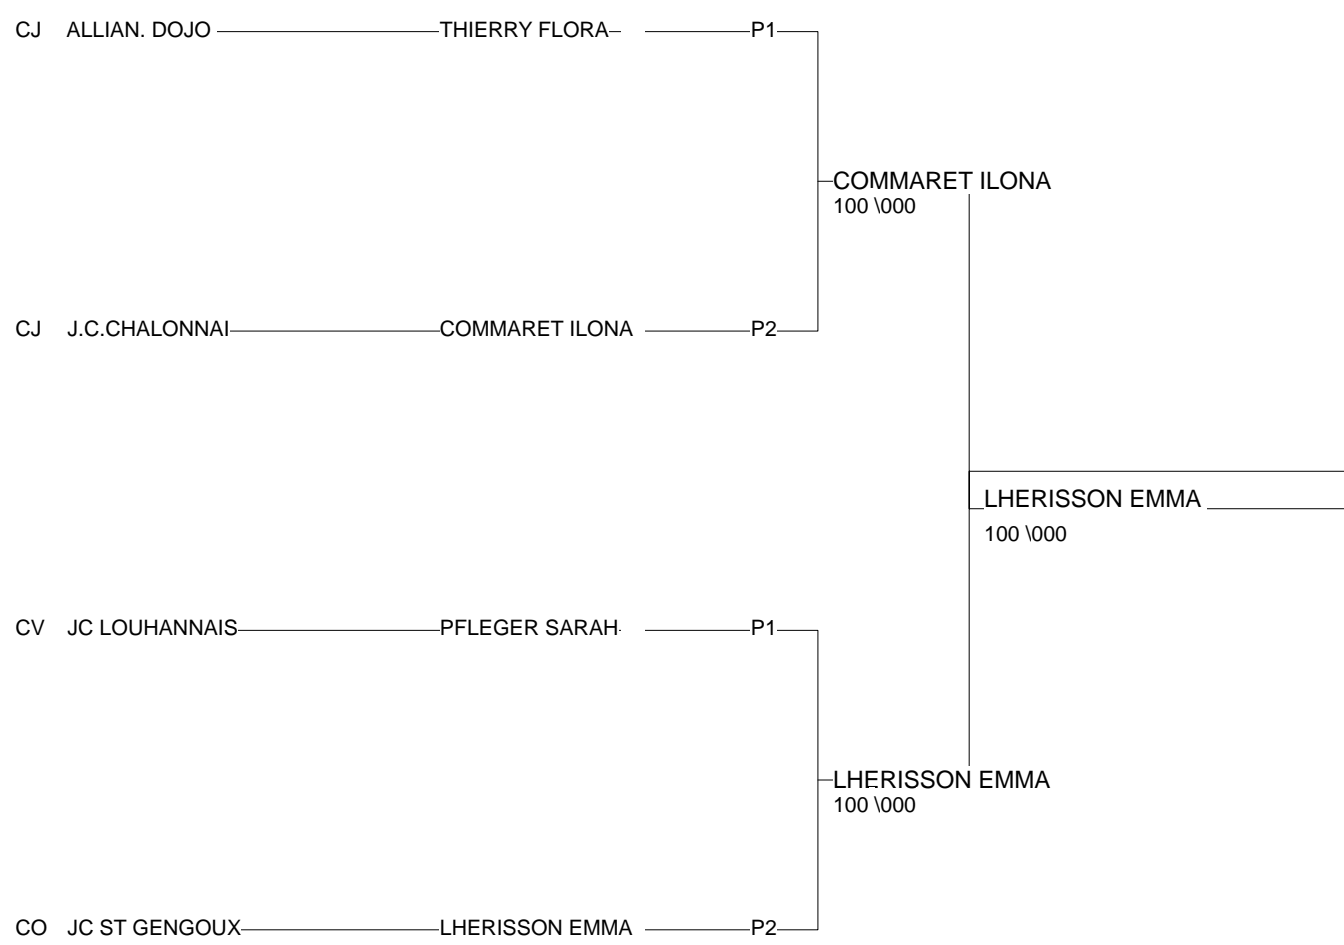 CJ ALLIAN. DOJO THIERRY FLORA P1
COMMARET ILONA
100 \000
CJ J.C.CHALONNAI COMMARET ILONA P2
LHERISSON EMMA
100 \000
CV JC LOUHANNAIS PFLEGER SARAH P1
LHERISSON EMMA
100 \000
CO JC ST GENGOUX LHERISSON EMMA P2